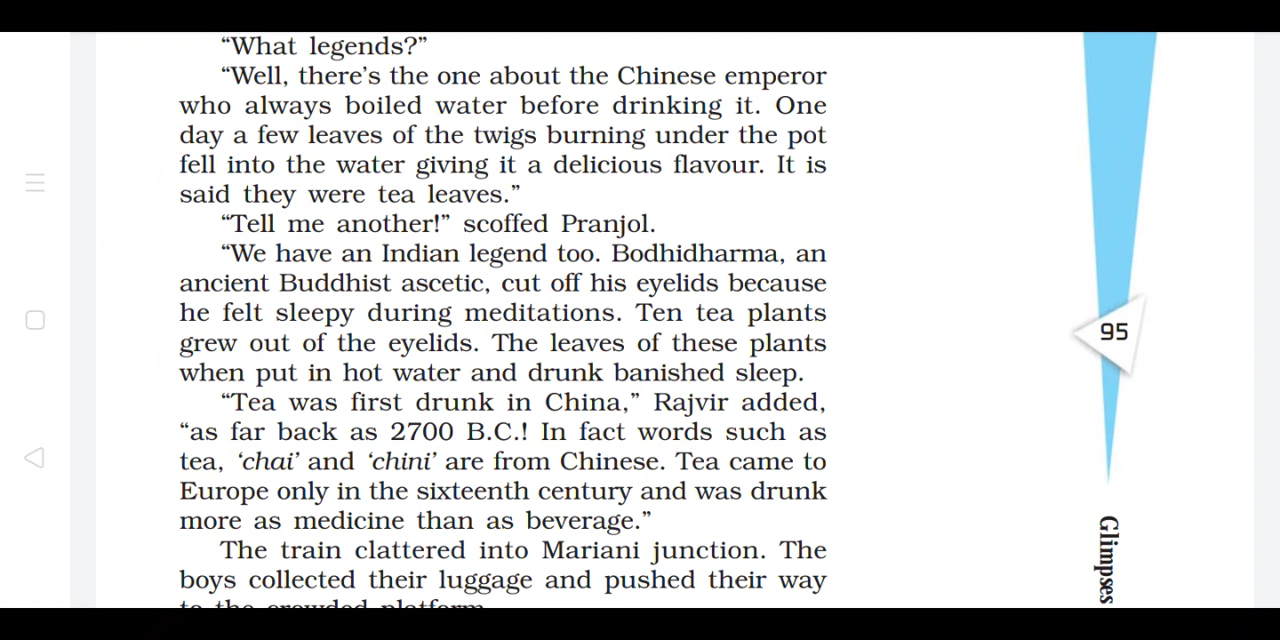 “What legends?”
“Well, there’s the one about the Chinese emperor
who always boiled water before drinking it. One
day a few leaves of the twigs burning under the pot
fell into the water giving it a delicious flavour. It is
said they were tea leaves.”
“Tell me another!” scoffed Pranjol.
“We have an Indian legend too. Bodhidharma, an
ancient Buddhist ascetic, cut off his eyelids because
he felt sleepy during meditations. Ten tea plants
grew out of the eyelids. The leaves of these plants
when put in hot water and drunk banished sleep.
“Tea was first drunk in China,” Rajvir added,
“as far back as 2700 B.C.! In fact words such as
tea, ‘chai’ and ‘chini’ are from Chinese. Tea came to
Europe only in the sixteenth century and was drunk
more as medicine than as beverage.”
The train clattered into Mariani junction. The
boys collected their luggage and pushed their way
to the crowded platform.
95
Glimpses